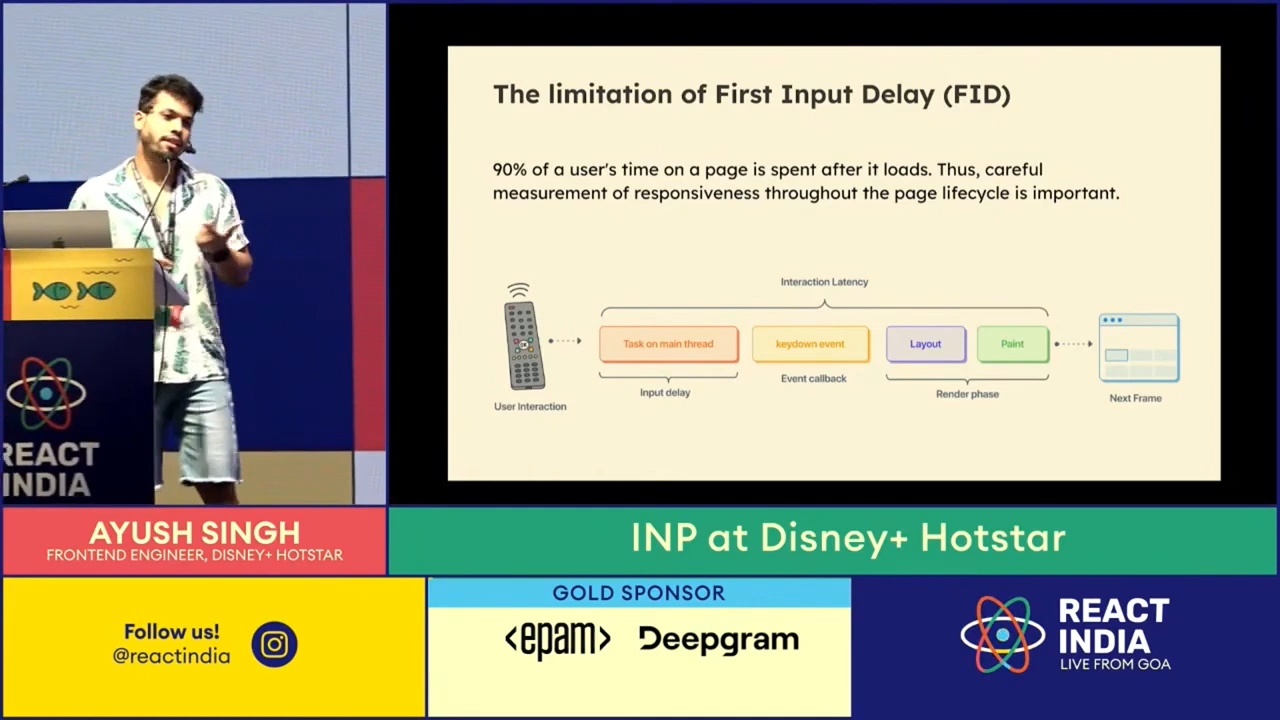 The limitation of First Input Delay (FID)
90% of a user's time on a page is spent after it loads. Thus, careful
measurement of responsiveness throughout the page lifecycle is important.
Interaction Latency
Task on main thread
keydown event
Layout
Paint
Input delay
Event callback
Render phase
User Interaction
Next Frame
REACT
INDIA
AYUSH SINGH
FRONTEND ENGINEER, DISNEY+ HOTSTAR
INP at Disney+ Hotstar
Follow us!
@reactindia
GOLD SPONSOR
<epam> Deepgram
REACT
INDIA
LIVE FROM GOA